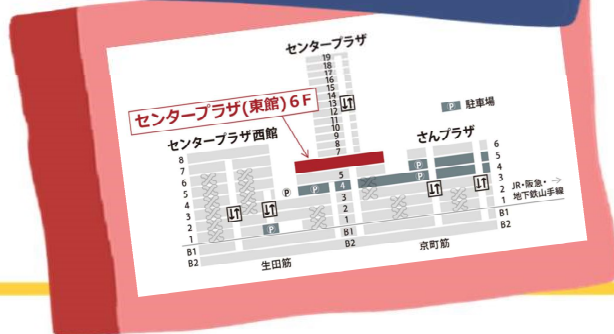 センタープラザ
19
18
17
16
15
14
13
12
11
10
9
8
7
センタープラザ(東館)6F
P 駐車場
センタープラザ西館
さんプラザ
8
7
6
5
4
3
2
1
B1
B2
P
P
P
5
4
3
2
1
B1
B2
P
P
6
5
4
3
2
1
B1
B2
JR・阪急・→
地下鉄山手線
生田筋
京町筋